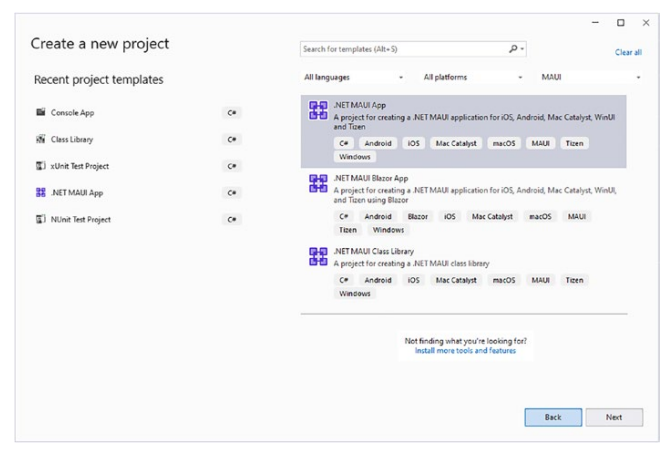 Create a new project
Search for templates (Alt+S)
Clear all
Recent project templates
All languages
All platforms
MAUI
Console App
C#
Class Library
C#
xUnit Test Project
C#
.NET MAUI App
C#
NUnit Test Project
C#
.NET MAUI App
A project for creating a .NET MAUI application for iOS, Android, Mac Catalyst, WinUI
and Tizen
C# Android iOS Mac Catalyst macOS MAUI Tizen
Windows
.NET MAUI Blazor App
A project for creating a .NET MAUI application for iOS, Android, Mac Catalyst, WinUI,
and Tizen using Blazor
C# Android Blazor iOS Mac Catalyst macOS MAUI
Tizen Windows
.NET MAUI Class Library
A project for creating a .NET MAUI class library
C# Android iOS Mac Catalyst macOS MAUI Tizen
Windows
Not finding what you're looking for?
Install more tools and features
Back
Next